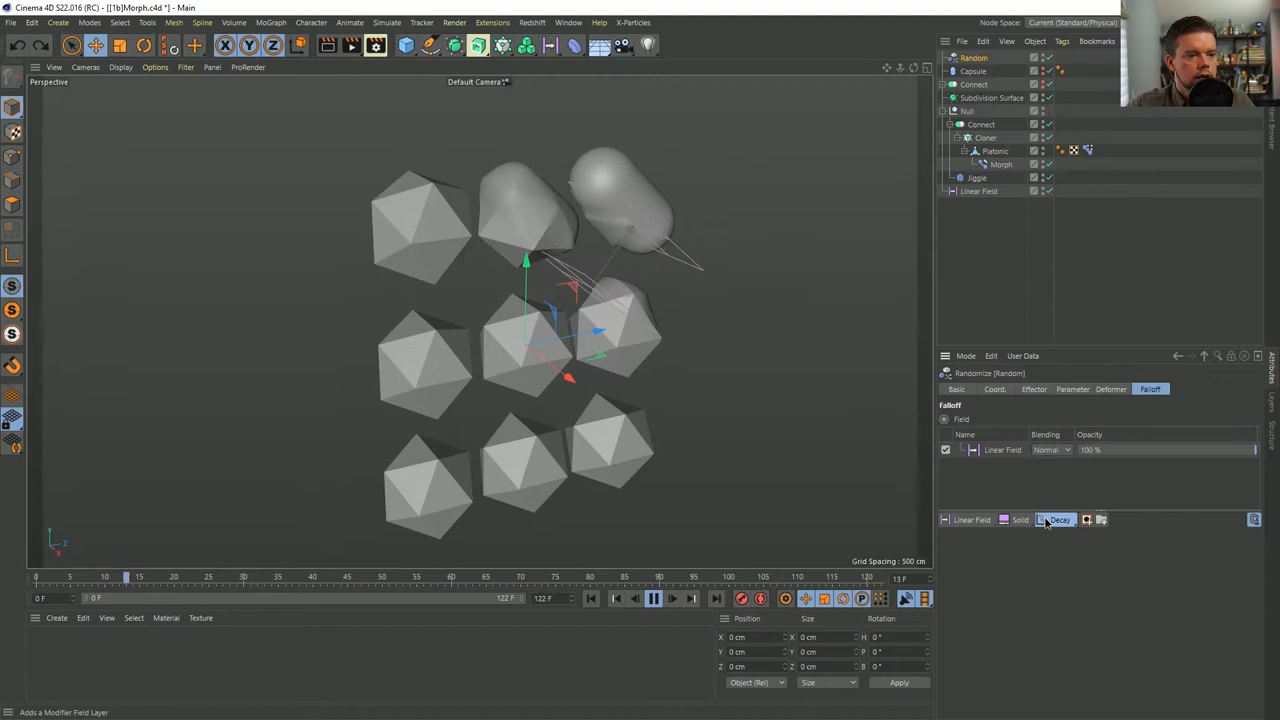 Cinema 4D S22.016 (RC - R22) - [[1b]Morph.c4d *] - Main
File Edit Create Modes Select Tools Mesh Spline Volume MoGraph Character Animate Simulate Tracker Render Extensions Redshift Window Help X-Particles
Node Space: Current (Standard/Physical)
View Cameras Display Options Filter Panel ProRender
File Edit View Object Tags Bookmarks
Perspective
Default Camera
Random
Capsule
Connect
Subdivision Surface
Null
Connect
Cloner
Platonic
Morph
Jiggle
Linear Field
Content Browser
Mode Edit User Data
Randomize [Random]
Basic Coord. Effector Parameter Deformer Falloff
Falloff
Field
Name Blending Opacity
Linear Field Normal 100 %
Linear Field Solid Decay
Attributes
Layers
Structure
Y
Z
X
Grid Spacing : 500 cm
0 5 10 15 20 25 30 35 40 45 50 55 60 65 70 75 80 85 90 95 100 105 110 115 120
13 F
0 F 0 F 122 F 122 F
Create Edit View Select Material Texture
Position Size Rotation
X 0 cm X 0 cm H 0 °
Y 0 cm Y 0 cm P 0 °
Z 0 cm Z 0 cm B 0 °
Object (Rel) Size Apply
Adds a Modifier Field Layer